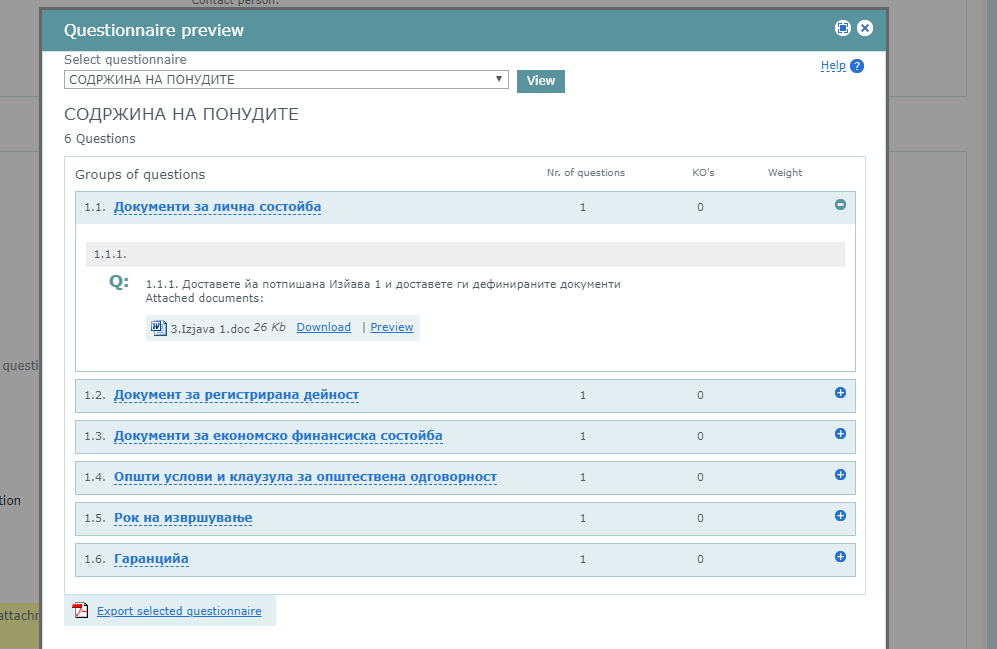 Contact person:
Questionnaire preview
Select questionnaire
Help ?
СОДРЖИНА НА ПОНУДИТЕ
View
СОДРЖИНА НА ПОНУДИТЕ
6 Questions
Groups of questions Nr. of questions KO's Weight
1.1. Документи за лична состојба 1 0
1.1.1.
Q: 1.1.1. Доставете йа потпишана Изйава 1 и доставете ги дефинираните документи
Attached documents:
3.Izjava 1.doc 26 Kb Download | Preview
questi
1.2. Документ за регистрирана дейност 1 0
1.3. Документи за економско финансиска состојба 1 0
1.4. Општи услови и клаузула за општествена одговорност 1 0
tion
1.5. Рок на извршување 1 0
1.6. Гаранција 1 0
attachr
Export selected questionnaire